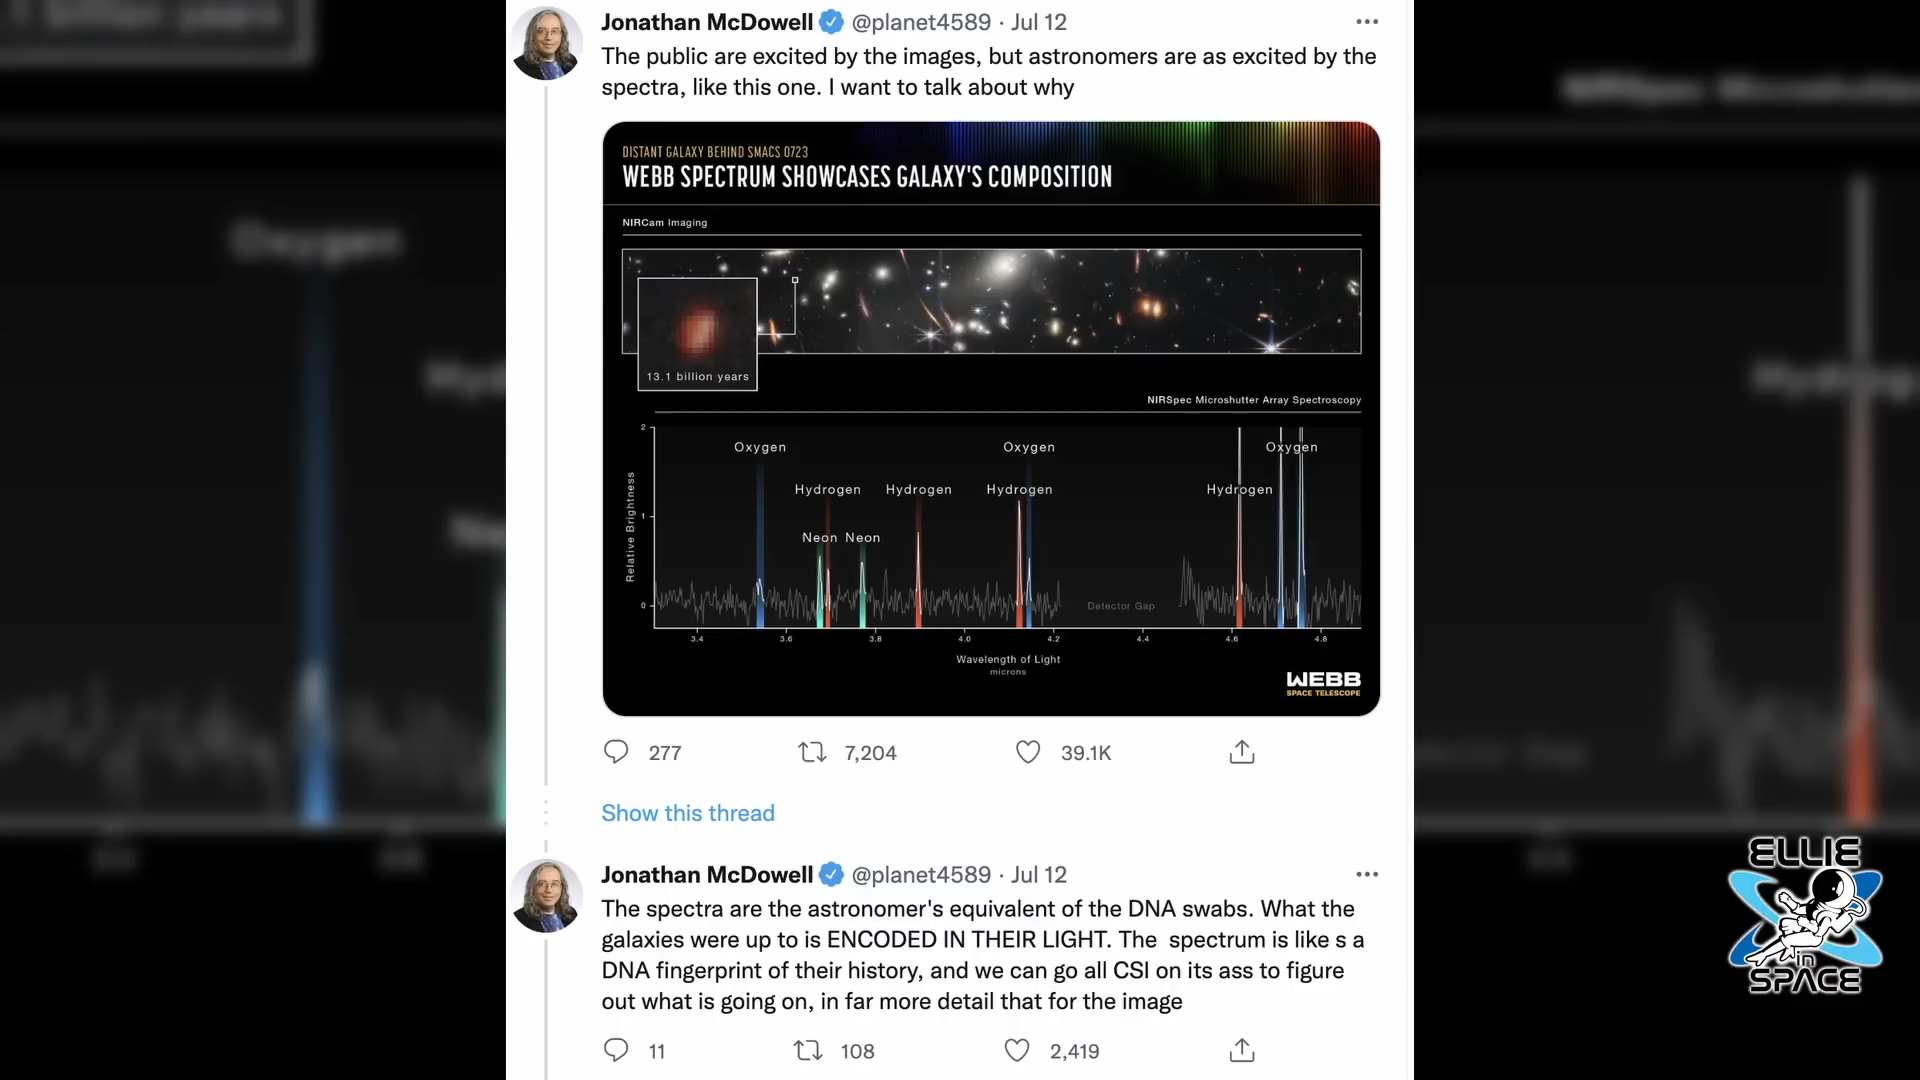 Jonathan McDowell @planet4589 · Jul 12
The public are excited by the images, but astronomers are as excited by the
spectra, like this one. I want to talk about why
DISTANT GALAXY BEHIND SMACS 0723
WEBB SPECTRUM SHOWCASES GALAXY'S COMPOSITION
NIRCam Imaging
13.1 billion years
NIRSpec Microshutter Array Spectroscopy
Relative Brightness
2
1
0
Oxygen Oxygen Oxygen
Hydrogen Hydrogen Hydrogen Hydrogen
Neon Neon
Detector Gap
3.4 3.6 3.8 4.0 4.2 4.4 4.6 4.8
Wavelength of Light
microns
WEBB
SPACE TELESCOPE
277 7,204 39.1K
Show this thread
Jonathan McDowell @planet4589 · Jul 12
The spectra are the astronomer's equivalent of the DNA swabs. What the
galaxies were up to is ENCODED IN THEIR LIGHT. The  spectrum is like s a
DNA fingerprint of their history, and we can go all CSI on its ass to figure
out what is going on, in far more detail that for the image
11 108 2,419
billion years
NIRSpec Microshutter
Oxygen
ELLIE
in
SPACE